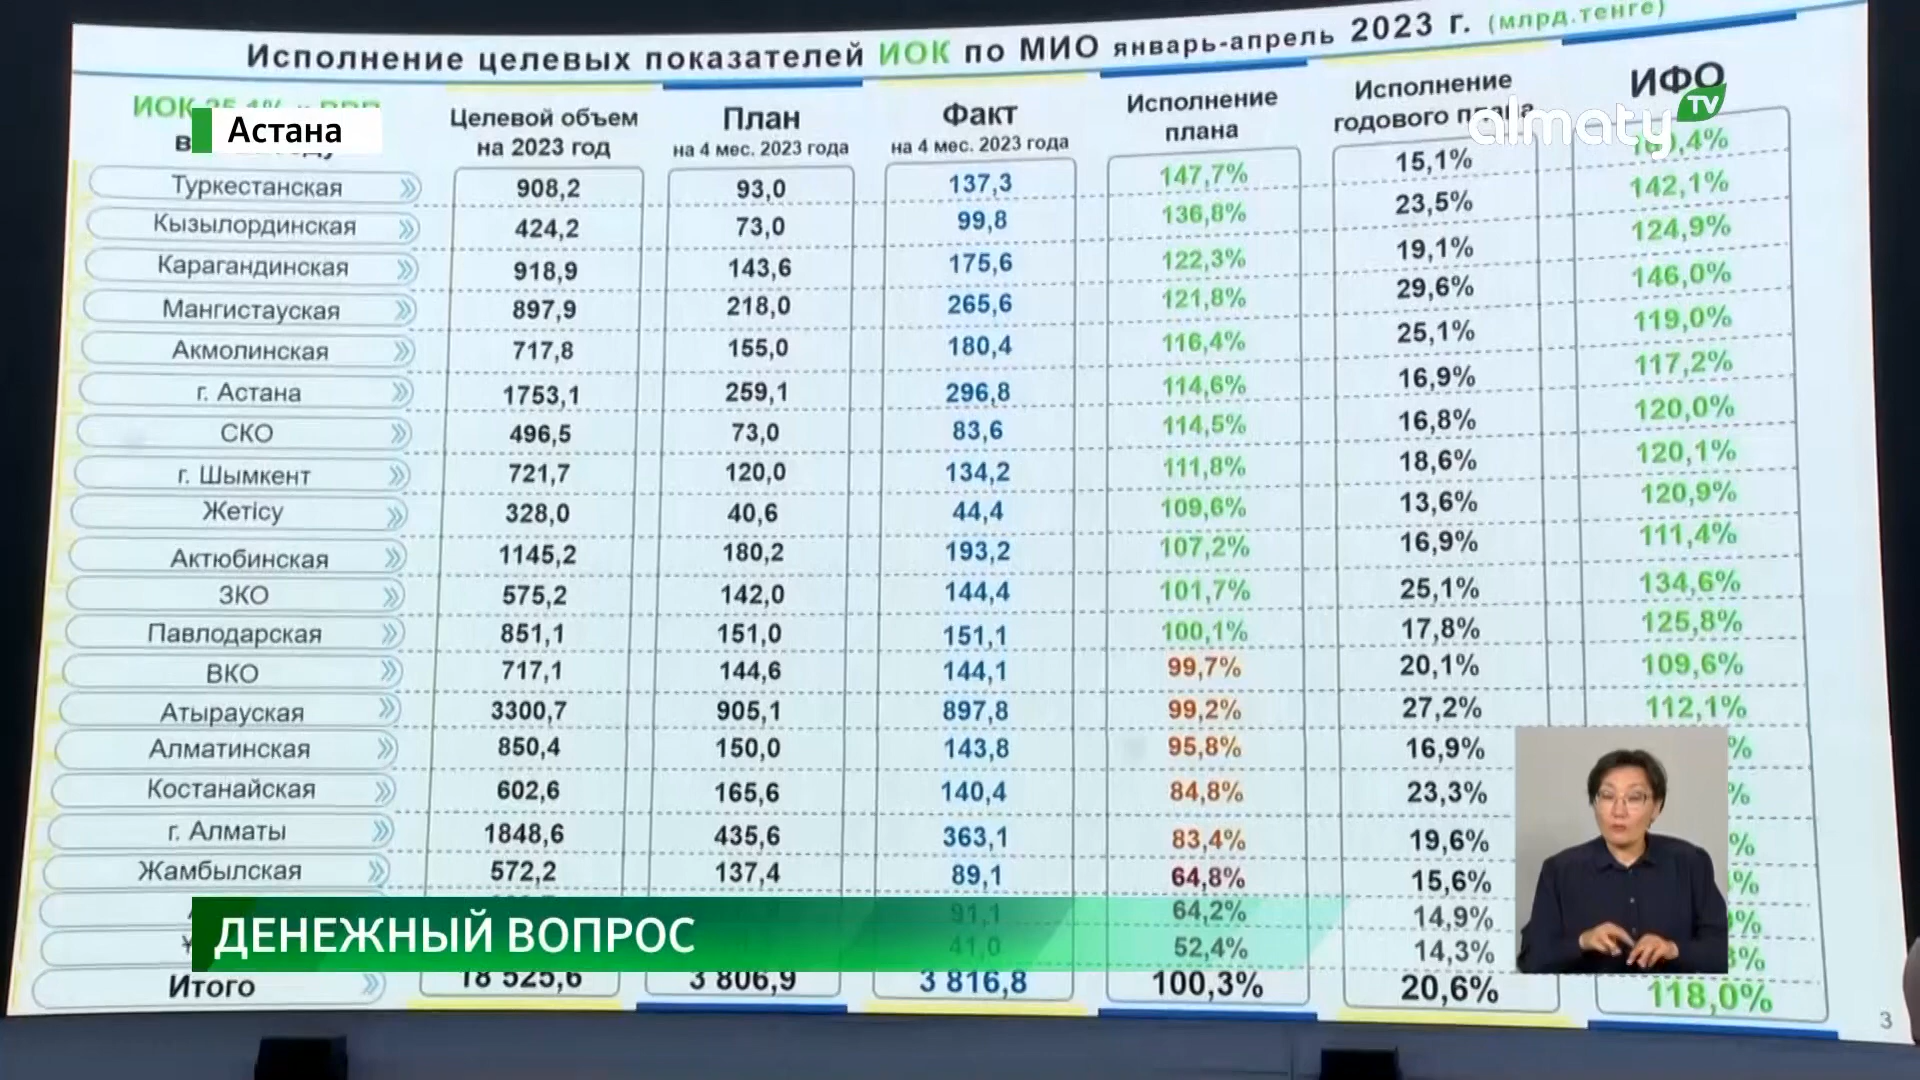 Исполнение целевых показателей ИОК по МИО январь-апрель 2023 г. (млрд.тенге)
ИОК
Астана
Целевой объем на 2023 год
План на 4 мес. 2023 года
Факт на 4 мес. 2023 года
Исполнение плана
Исполнение годового плана
ИФО
almaty TV
Туркестанская 908,2 93,0 137,3 147,7% 15,1%
Кызылординская 424,2 73,0 99,8 136,8% 23,5% 142,1%
Карагандинская 918,9 143,6 175,6 122,3% 19,1% 124,9%
Мангистауская 897,9 218,0 265,6 121,8% 29,6% 146,0%
Акмолинская 717,8 155,0 180,4 116,4% 25,1% 119,0%
г. Астана 1753,1 259,1 296,8 114,6% 16,9% 117,2%
СКО 496,5 73,0 83,6 114,5% 16,8% 120,0%
г. Шымкент 721,7 120,0 134,2 111,8% 18,6% 120,1%
Жетісу 328,0 40,6 44,4 109,6% 13,6% 120,9%
Актюбинская 1145,2 180,2 193,2 107,2% 16,9% 111,4%
ЗКО 575,2 142,0 144,4 101,7% 25,1% 134,6%
Павлодарская 851,1 151,0 151,1 100,1% 17,8% 125,8%
ВКО 717,1 144,6 144,1 99,7% 20,1% 109,6%
Атырауская 3300,7 905,1 897,8 99,2% 27,2% 112,1%
Алматинская 850,4 150,0 143,8 95,8% 16,9%
Костанайская 602,6 165,6 140,4 84,8% 23,3%
г. Алматы 1848,6 435,6 363,1 83,4% 19,6%
Жамбылская 572,2 137,4 89,1 64,8% 15,6%
91,1 64,2% 14,9%
41,0 52,4% 14,3%
ДЕНЕЖНЫЙ ВОПРОС
Итого 18 525,6 3 806,9 3 816,8 100,3% 20,6% 118,0%
3